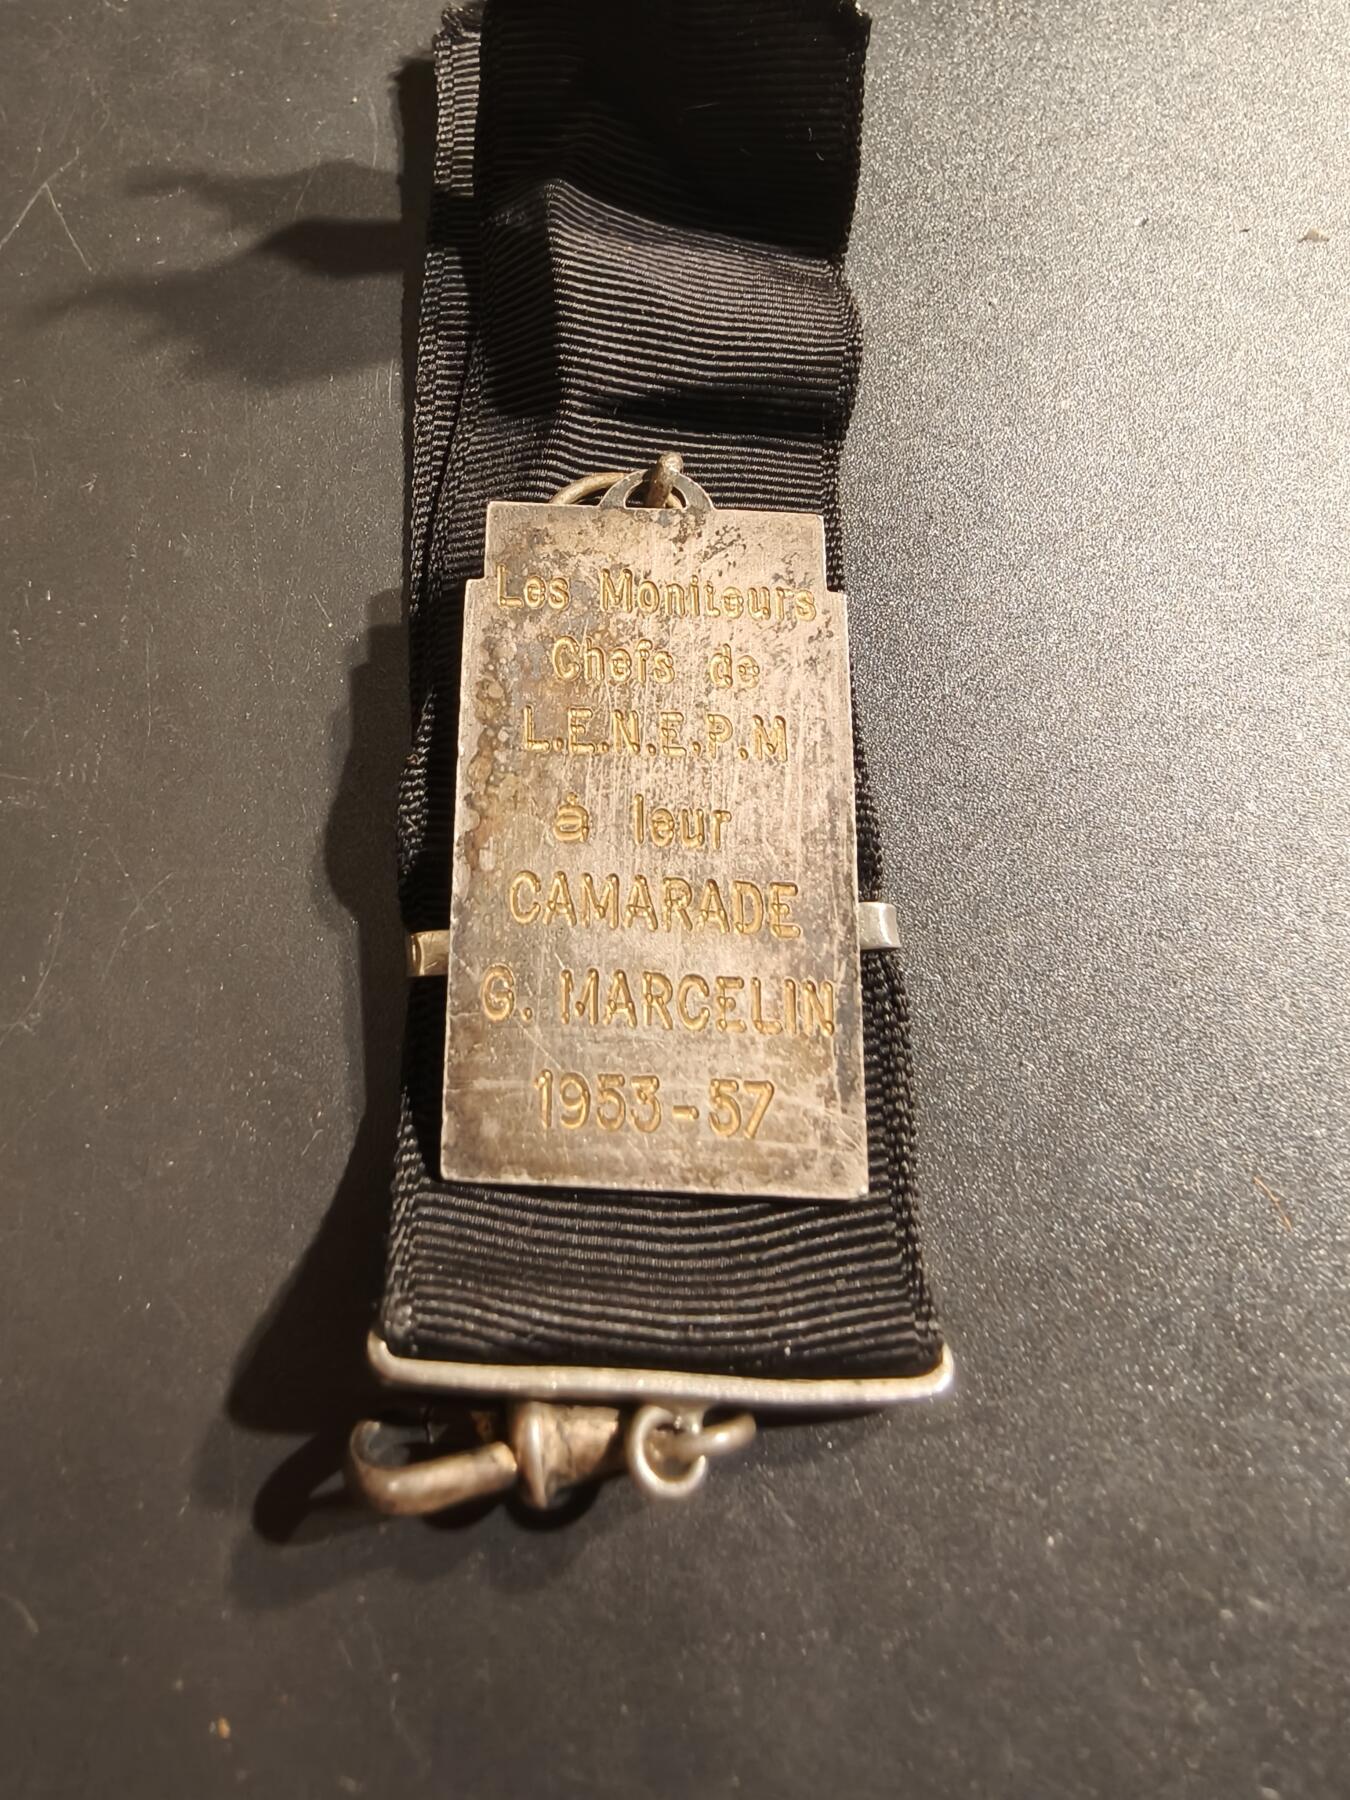 Les Moniteurs
Chefs de
L.E.N.E.P.M
à leur
CAMARADE
G. MARCELIN
1953-57